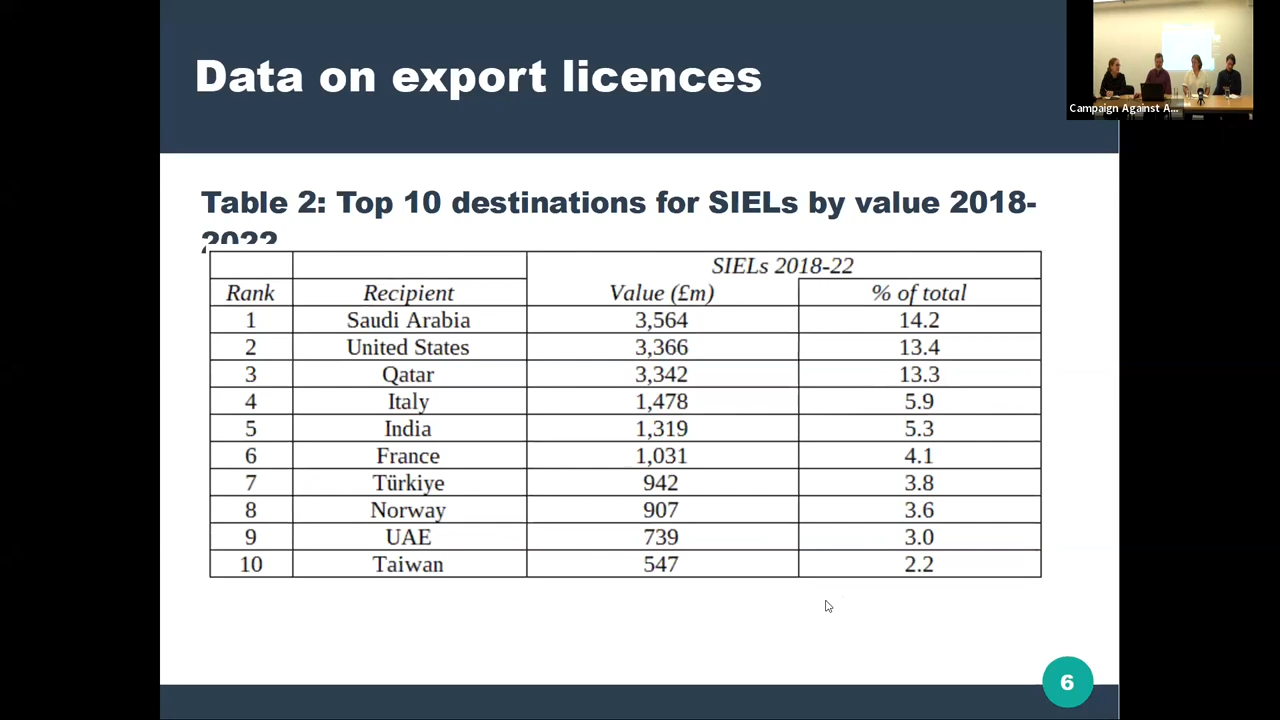 Data on export licences
Campaign Against A...
Table 2: Top 10 destinations for SIELs by value 2018-
2022
SIELs 2018-22
Rank Recipient Value (£m) % of total
1 Saudi Arabia 3,564 14.2
2 United States 3,366 13.4
3 Qatar 3,342 13.3
4 Italy 1,478 5.9
5 India 1,319 5.3
6 France 1,031 4.1
7 Türkiye 942 3.8
8 Norway 907 3.6
9 UAE 739 3.0
10 Taiwan 547 2.2
6